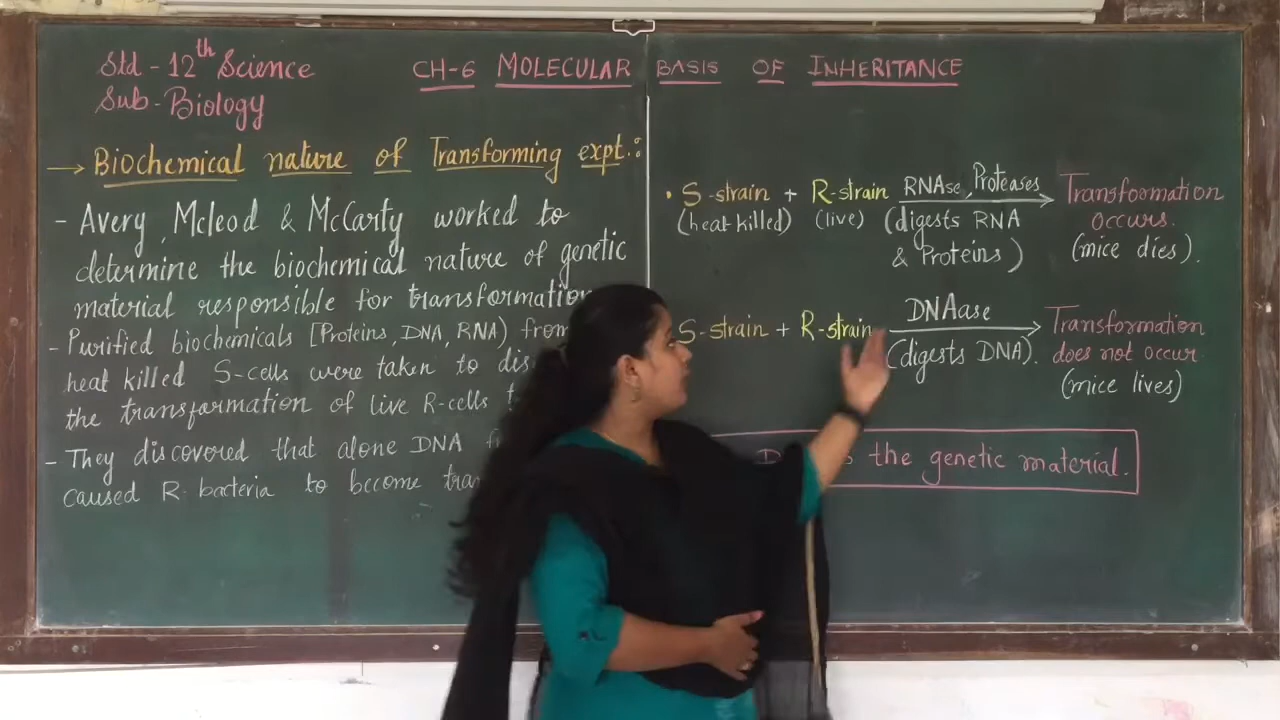 Std - 12th Science
Sub - Biology
CH-6 MOLECULAR BASIS OF INHERITANCE
→ Biochemical nature of Transforming expt.:
- Avery, Mcleod & McCarty worked to
determine the biochemical nature of genetic
material responsible for transformation
- Purified biochemicals [Proteins, DNA, RNA) from
heat killed S-cells were taken to
the transformation of live R-cells
- They discovered that alone DNA
caused R-bacteria to become
• S-strain + R-strain RNAse, Proteases → Transformation
(heat killed) (live) (digests RNA occurs.
& Proteins) (mice dies).
S-strain + R-strain DNAase → Transformation
(digests DNA). does not occur
(mice lives)
the genetic material.